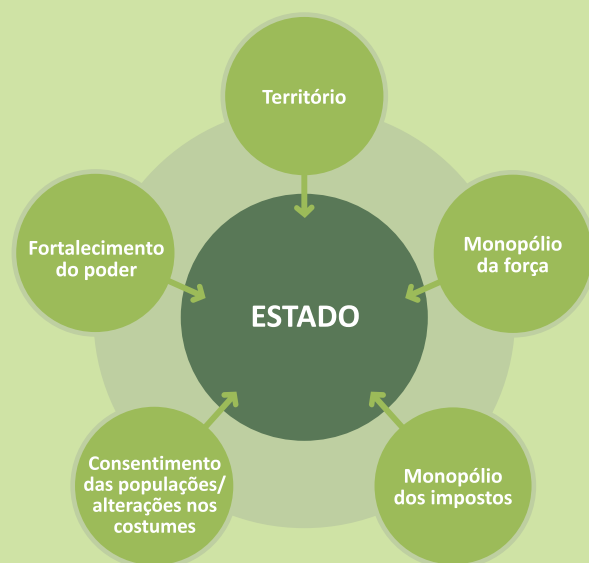 Território
Fortalecimento
do poder
Monopólio
da força
ESTADO
Consentimento
das populações/
alterações nos
costumes
Monopólio
dos impostos